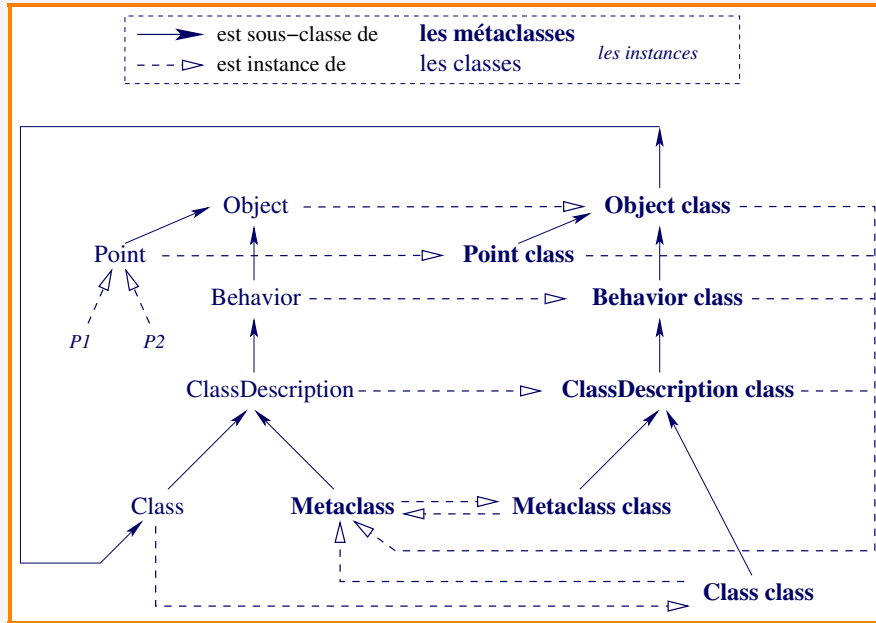 est sous-classe de les métaclasses
est instance de les classes les instances
Object Object class
Point Point class
Behavior Behavior class
P1 P2
ClassDescription ClassDescription class
Class Metaclass Metaclass class
Class class